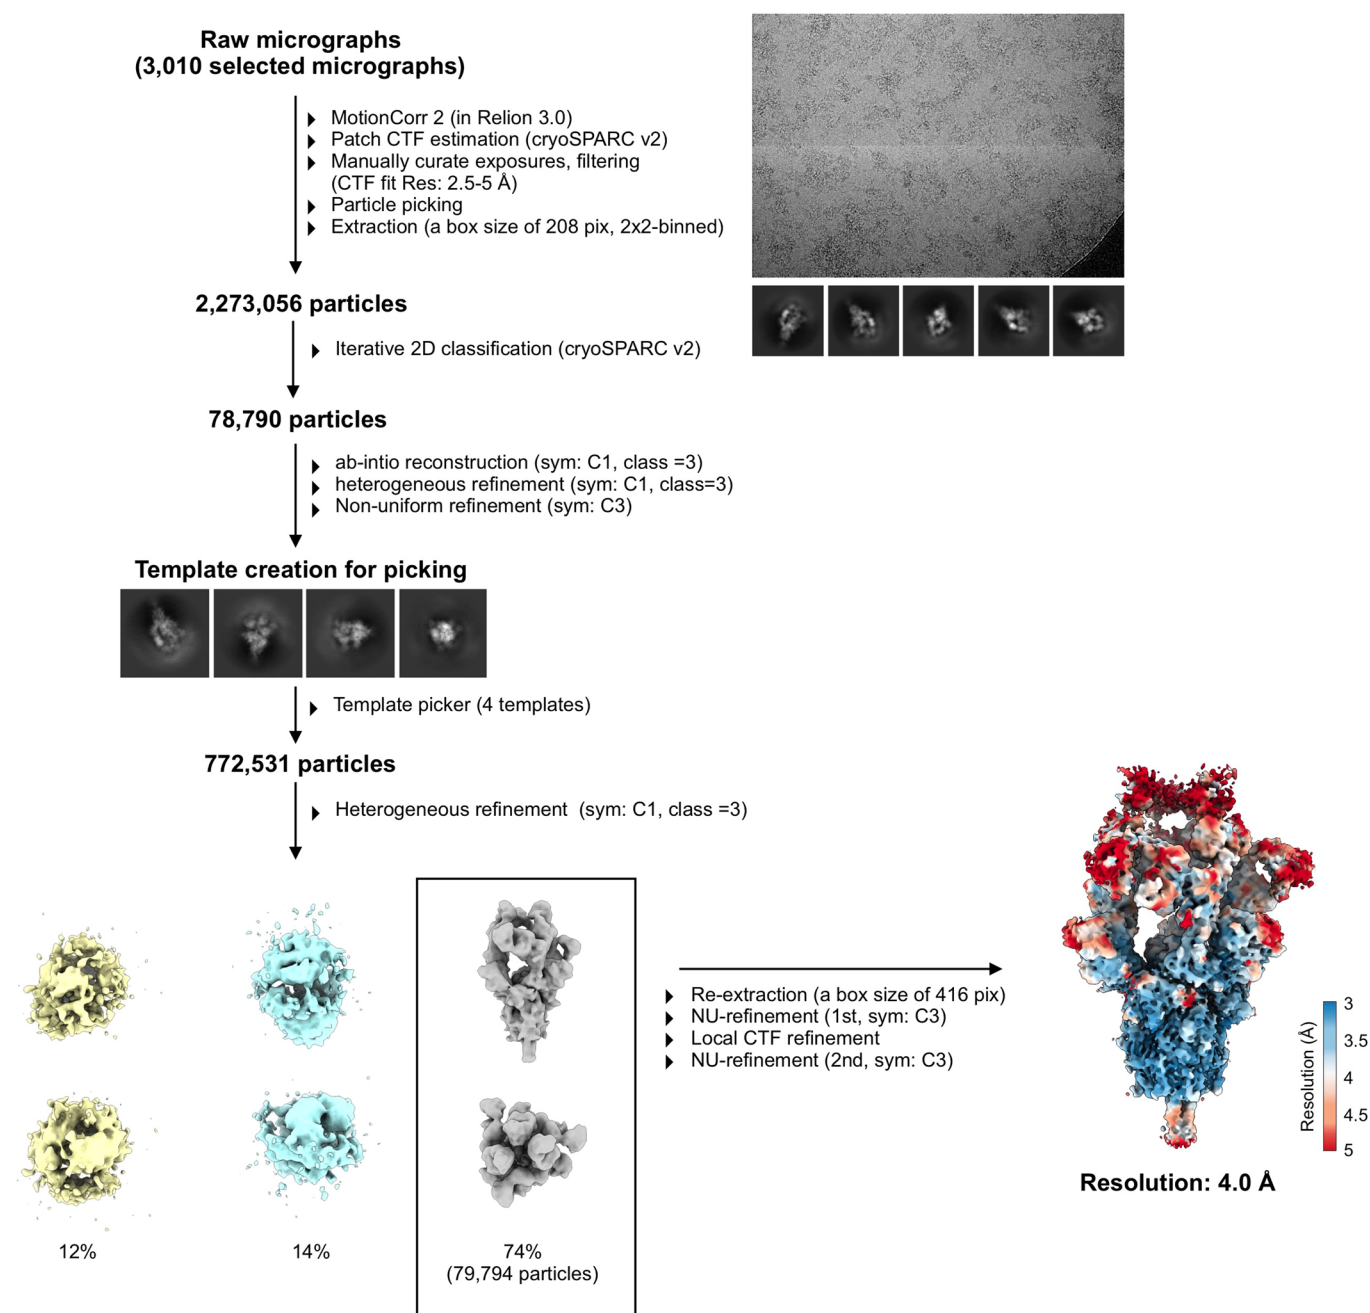 Raw micrographs
(3,010 selected micrographs)
MotionCorr 2 (in Relion 3.0)
Patch CTF estimation (cryoSPARC v2)
Manually curate exposures, filtering
(CTF fit Res: 2.5-5 Å)
Particle picking
Extraction (a box size of 208 pix, 2x2-binned)
2,273,056 particles
Iterative 2D classification (cryoSPARC v2)
78,790 particles
ab-intio reconstruction (sym: C1, class =3)
heterogeneous refinement (sym: C1, class=3)
Non-uniform refinement (sym: C3)
Template creation for picking
Template picker (4 templates)
772,531 particles
Heterogeneous refinement (sym: C1, class =3)
12%
14%
74%
(79,794 particles)
Re-extraction (a box size of 416 pix)
NU-refinement (1st, sym: C3)
Local CTF refinement
NU-refinement (2nd, sym: C3)
Resolution (Å)
3
3.5
4
4.5
5
Resolution: 4.0 Å